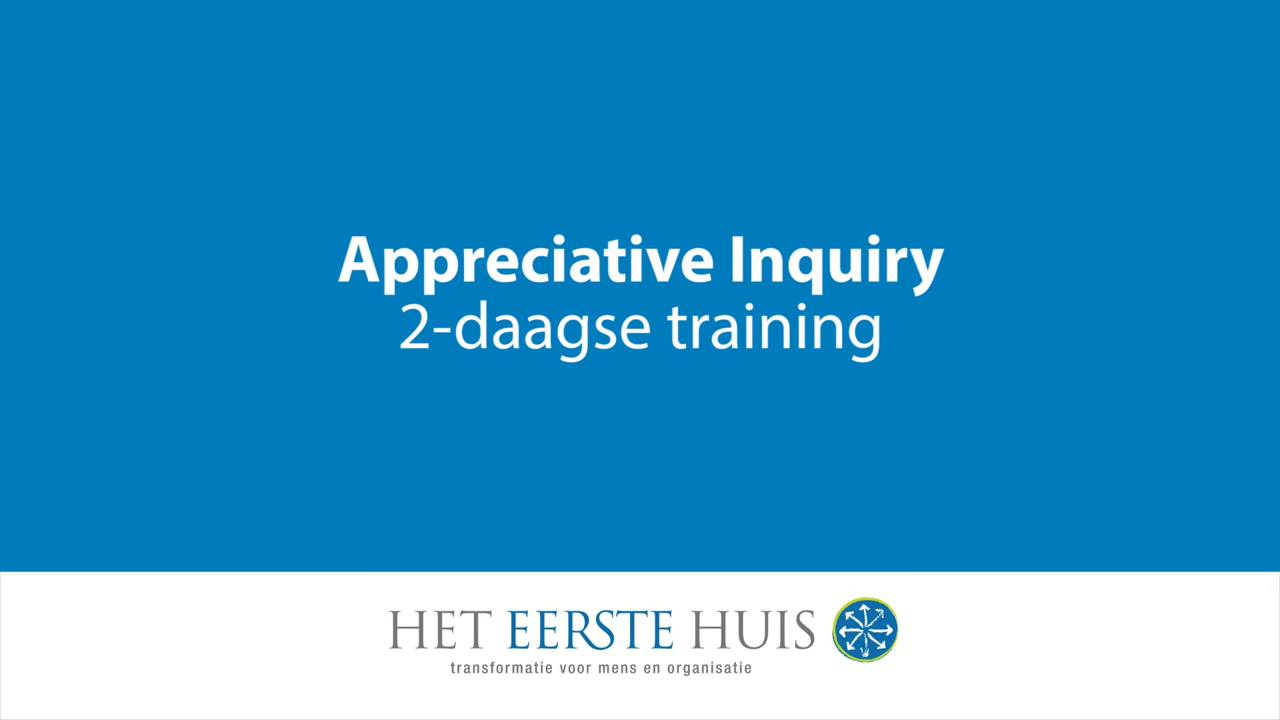 Appreciative Inquiry
2-daagse training
HET EERSTE HUIS
transformatie voor mens en organisatie